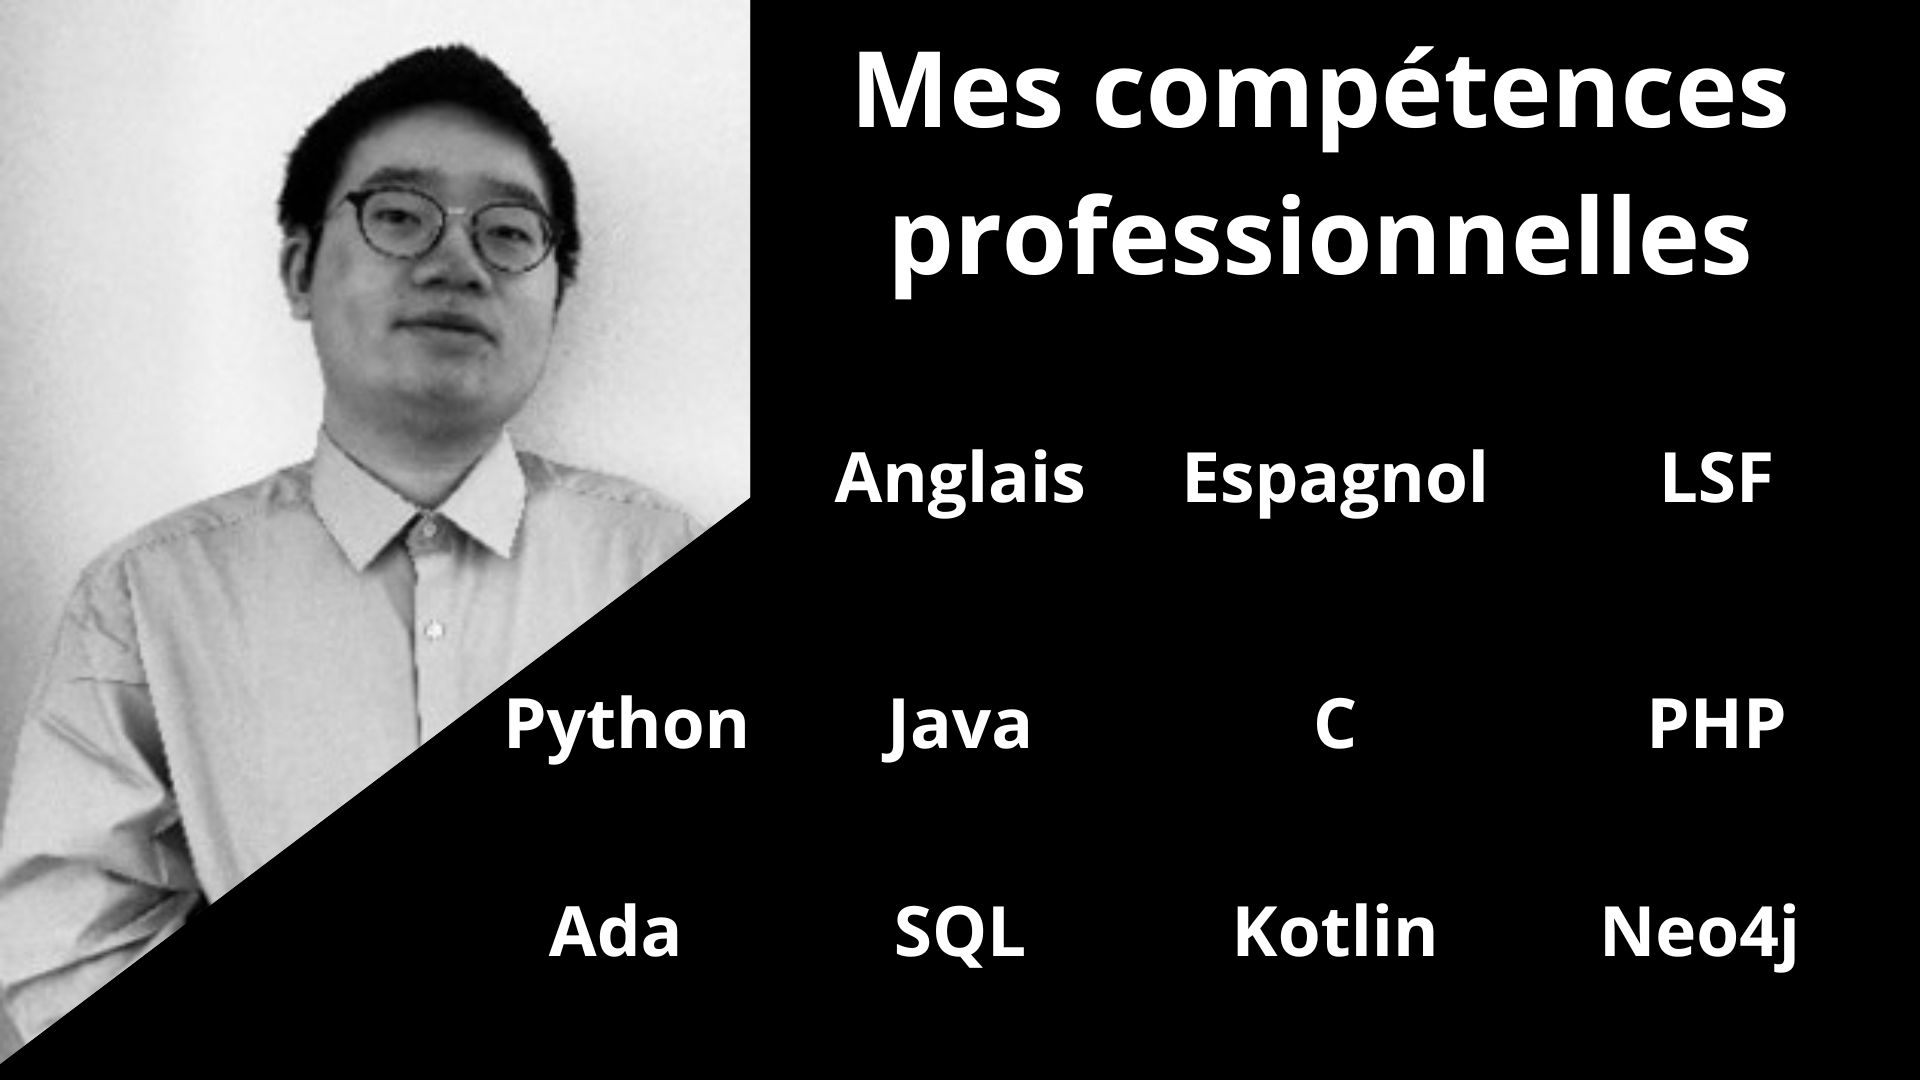 Mes compétences
professionnelles
Anglais Espagnol LSF
Python Java C PHP
Ada SQL Kotlin Neo4j